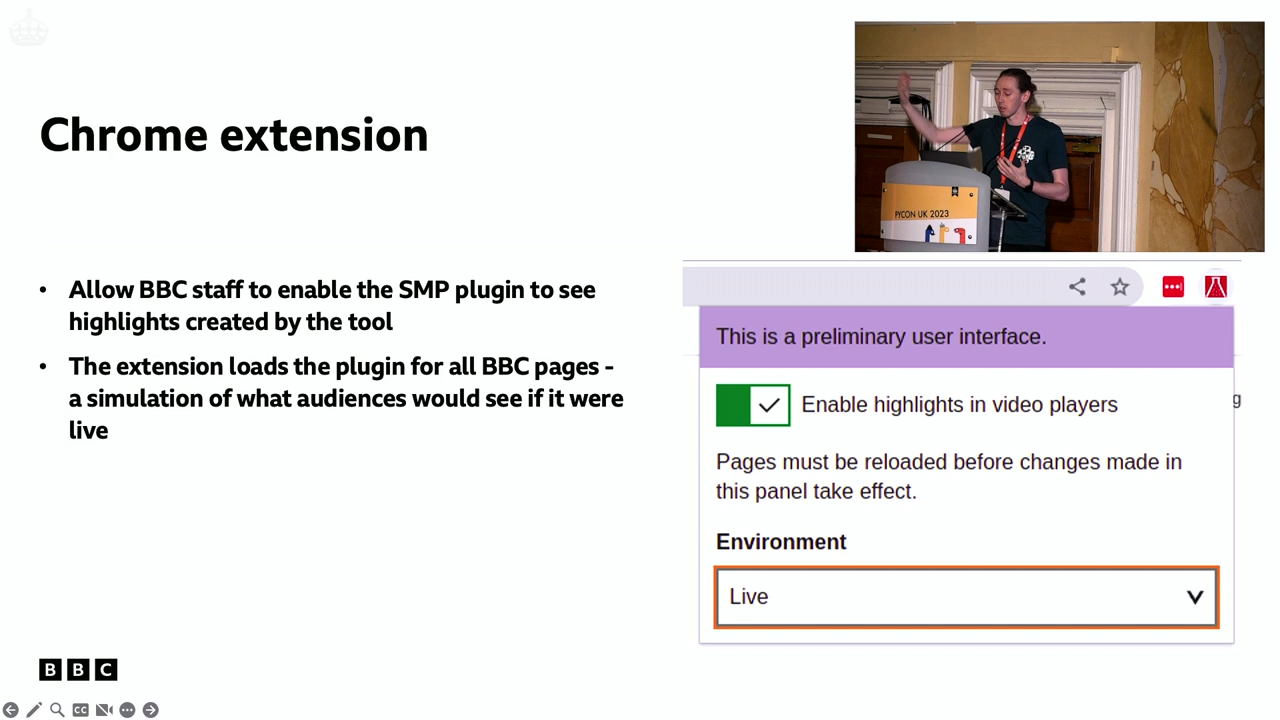 Chrome extension
• Allow BBC staff to enable the SMP plugin to see
highlights created by the tool
• The extension loads the plugin for all BBC pages -
a simulation of what audiences would see if it were
live
PYCON UK 2023
This is a preliminary user interface.
Enable highlights in video players
g
Pages must be reloaded before changes made in
this panel take effect.
Environment
Live
BBC
CC